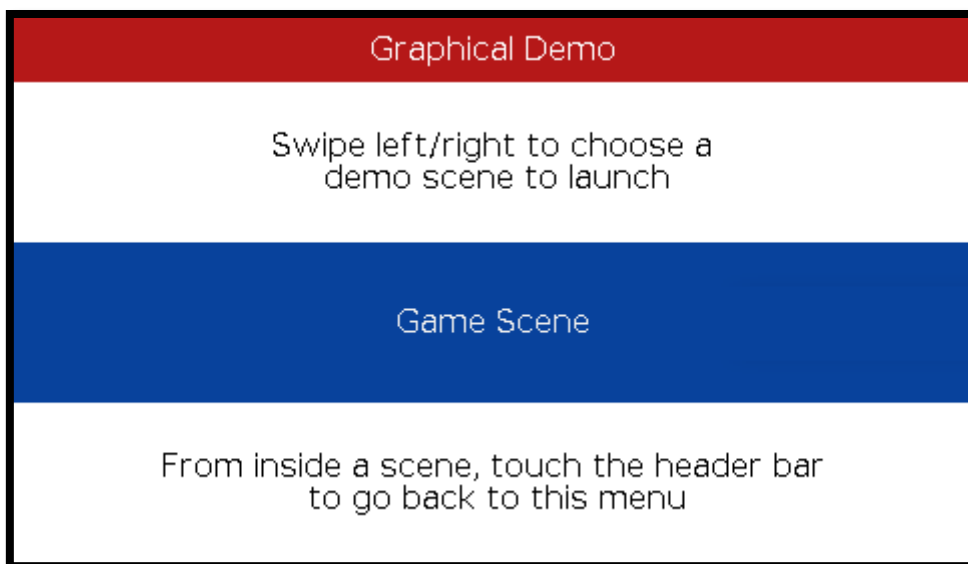 Graphical Demo
Swipe left/right to choose a
demo scene to launch
Game Scene
From inside a scene, touch the header bar
to go back to this menu